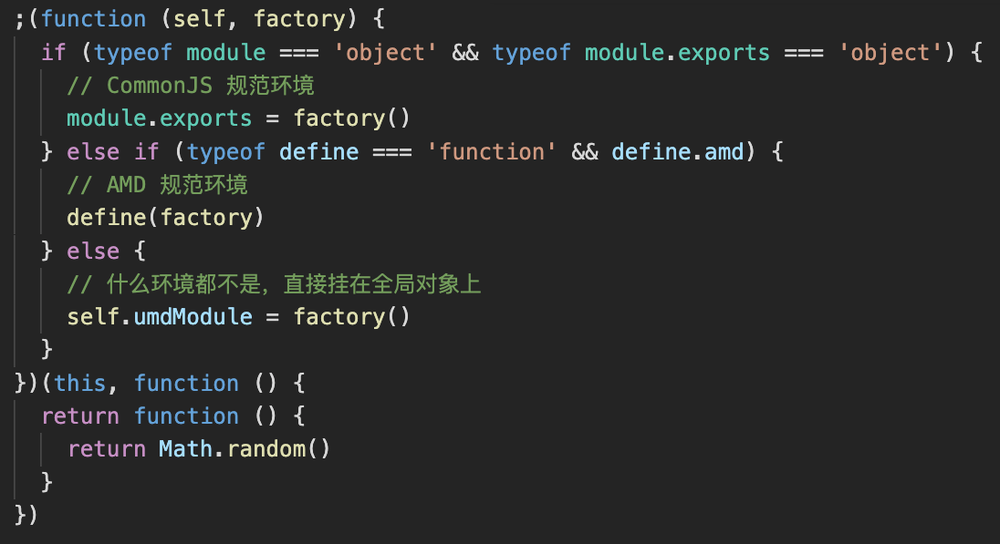 ;(function (self, factory) {
  if (typeof module === 'object' && typeof module.exports === 'object') {
    // CommonJS 规范环境
    module.exports = factory()
  } else if (typeof define === 'function' && define.amd) {
    // AMD 规范环境
    define(factory)
  } else {
    // 什么环境都不是，直接挂在全局对象上
    self.umdModule = factory()
  }
})(this, function () {
  return function () {
    return Math.random()
  }
})